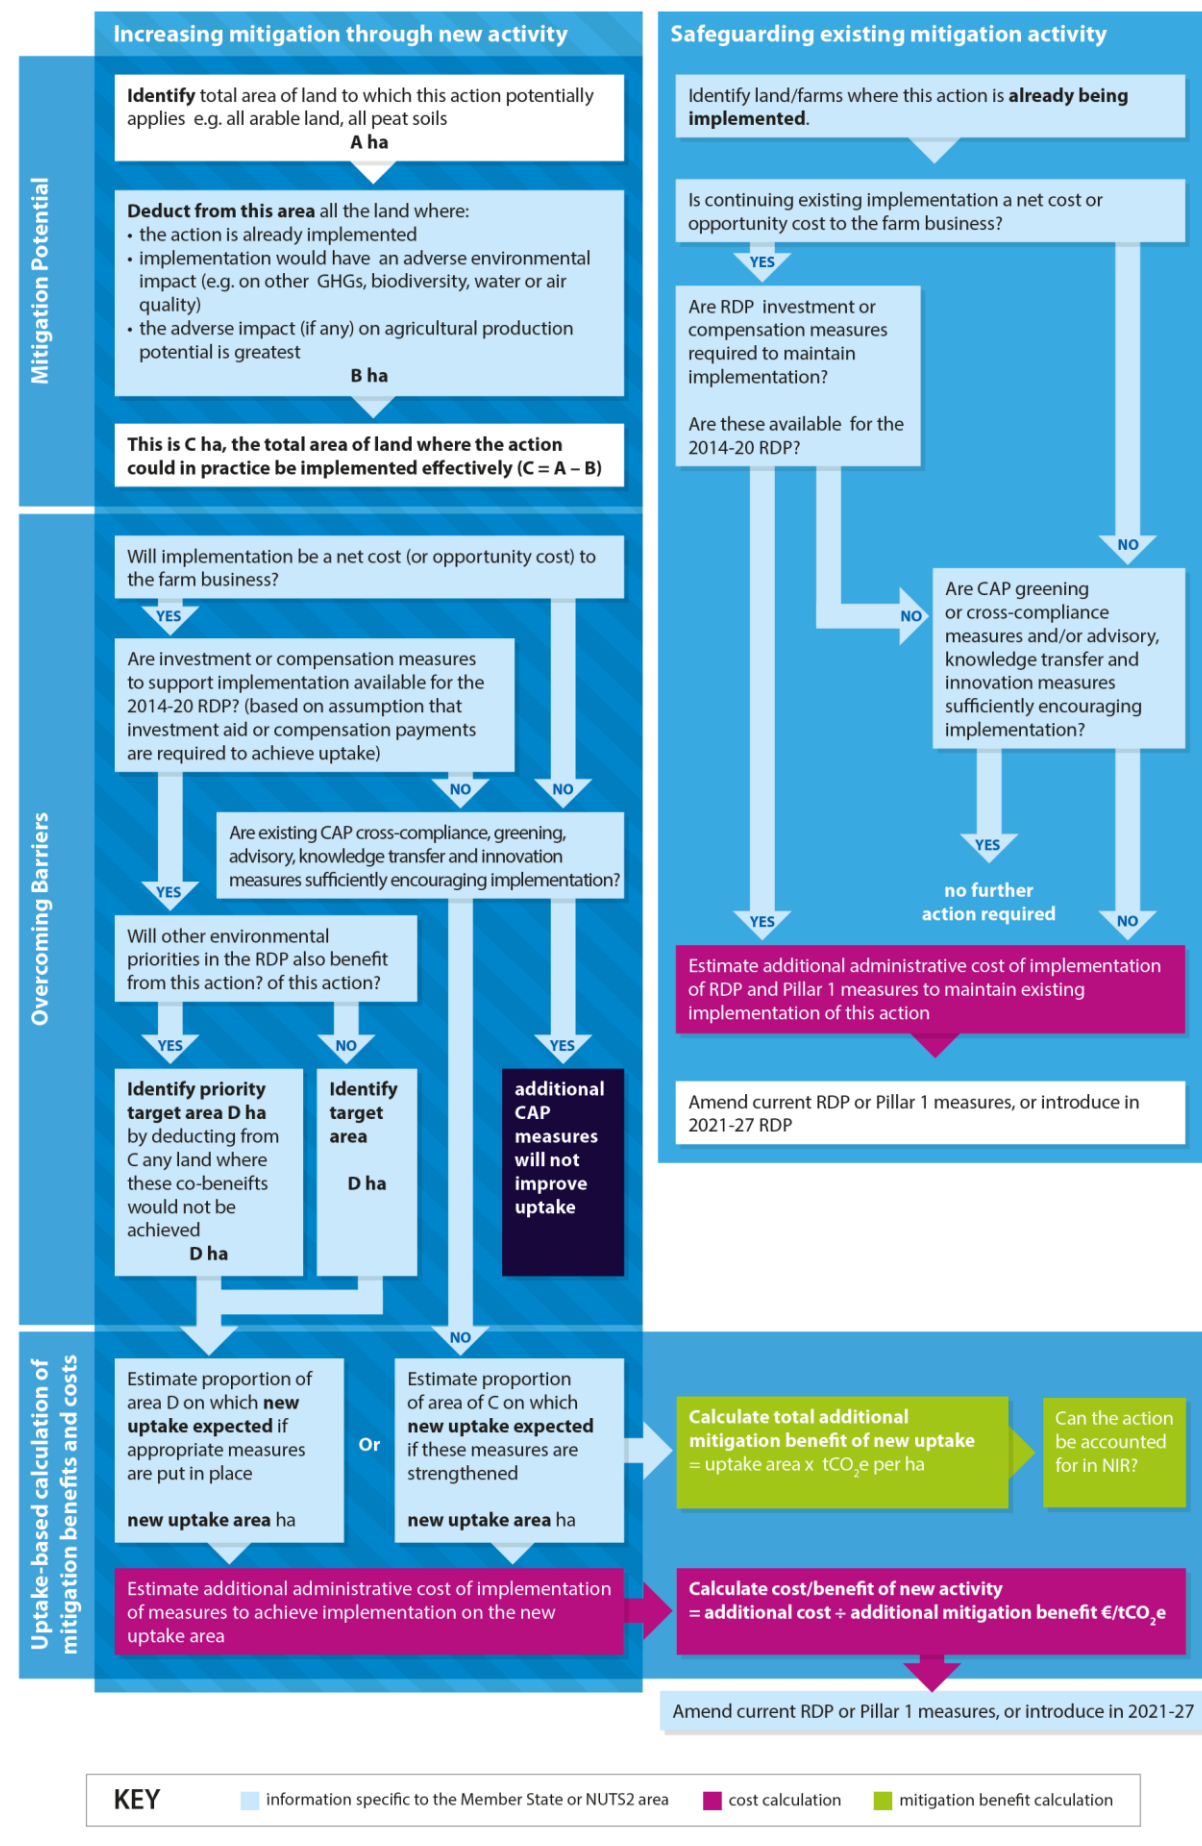 Increasing mitigation through new activity
Mitigation Potential
Identify total area of land to which this action potentially
applies e.g. all arable land, all peat soils
A ha
Deduct from this area all the land where:
• the action is already implemented
• implementation would have an adverse environmental
impact (e.g. on other GHGs, biodiversity, water or air
quality)
• the adverse impact (if any) on agricultural production
potential is greatest
B ha
This is C ha, the total area of land where the action
could in practice be implemented effectively (C = A – B)
Overcoming Barriers
Will implementation be a net cost (or opportunity cost) to
the farm business?
YES
Are investment or compensation measures
to support implementation available for the
2014-20 RDP? (based on assumption that
investment aid or compensation payments
are required to achieve uptake)
NO
NO
Are existing CAP cross-compliance, greening,
advisory, knowledge transfer and innovation
measures sufficiently encouraging implementation?
YES
Will other environmental
priorities in the RDP also benefit
from this action? of this action?
YES
NO
YES
Identify priority
target area D ha
by deducting from
C any land where
these co-beneifts
would not be
achieved
D ha
Identify
target
area
D ha
additional
CAP
measures
will not
improve
uptake
NO
Safeguarding existing mitigation activity
Identify land/farms where this action is already being
implemented.
Is continuing existing implementation a net cost or
opportunity cost to the farm business?
YES
Are RDP investment or
compensation measures
required to maintain
implementation?
Are these available for the
2014-20 RDP?
NO
NO
Are CAP greening
or cross-compliance
measures and/or advisory,
knowledge transfer and
innovation measures
sufficiently encouraging
implementation?
YES
no further
action required
YES
NO
Estimate additional administrative cost of implementation
of RDP and Pillar 1 measures to maintain existing
implementation of this action
Amend current RDP or Pillar 1 measures, or introduce in
2021-27 RDP
Uptake-based calculation of
mitigation benefits and costs
Estimate proportion of
area D on which new
uptake expected if
appropriate measures
are put in place
new uptake area ha
Or
Estimate proportion
of area of C on which
new uptake expected
if these measures are
strengthened
new uptake area ha
Calculate total additional
mitigation benefit of new uptake
= uptake area x tCO2e per ha
Can the action
be accounted
for in NIR?
Estimate additional administrative cost of implementation
of measures to achieve implementation on the new
uptake area
Calculate cost/benefit of new activity
= additional cost ÷ additional mitigation benefit €/tCO2e
Amend current RDP or Pillar 1 measures, or introduce in 2021-27
KEY
information specific to the Member State or NUTS2 area
cost calculation
mitigation benefit calculation